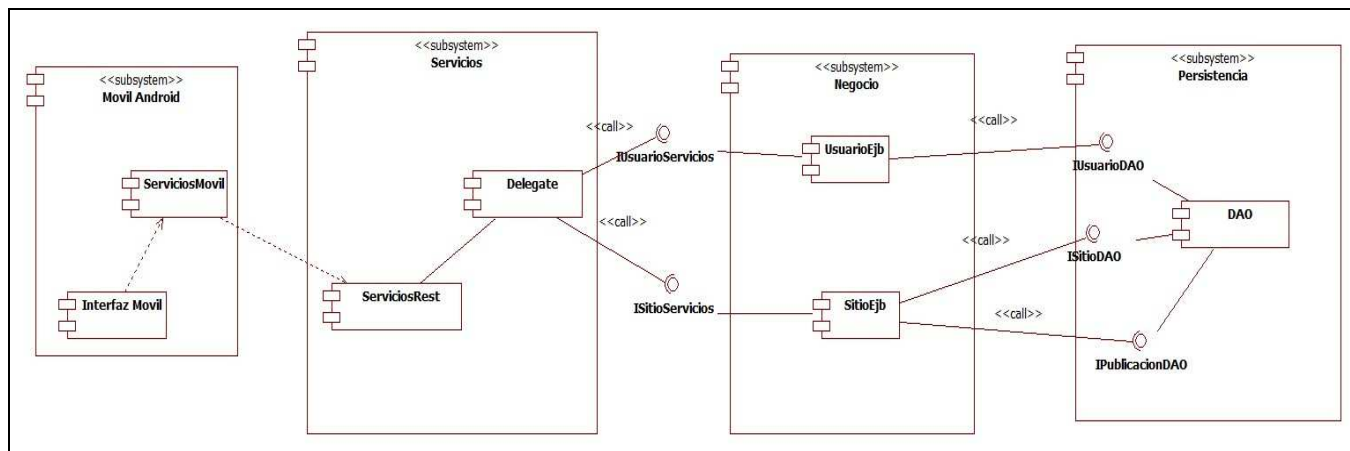 <<subsystem>>
Movil Android
ServiciosMovil
Interfaz Movil
<<subsystem>>
Servicios
Delegate
ServiciosRest
<<call>>
IUsuarioServicios
<<call>>
ISitioServicios
<<subsystem>>
Negocio
UsuarioEjb
SitioEjb
<<call>>
IUsuarioDAO
<<call>>
ISitioDAO
<<call>>
IPublicacionDAO
<<subsystem>>
Persistencia
DAO